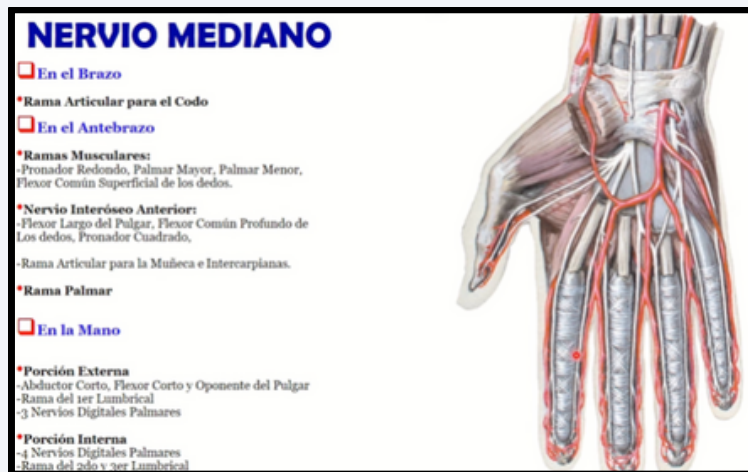 NERVIO MEDIANO
En el Brazo
*Rama Articular para el Codo
En el Antebrazo
*Ramas Musculares:
-Pronador Redondo, Palmar Mayor, Palmar Menor,
Flexor Común Superficial de los dedos.
*Nervio Interóseo Anterior:
-Flexor Largo del Pulgar, Flexor Común Profundo de
Los dedos, Pronador Cuadrado,
-Rama Articular para la Muñeca e Intercarpianas.
*Rama Palmar
En la Mano
*Porción Externa
-Abductor Corto, Flexor Corto y Oponente del Pulgar
-Rama del 1er Lumbrical
-3 Nervios Digitales Palmares
*Porción Interna
-4 Nervios Digitales Palmares
-Rama del 2do y 3er Lumbrical